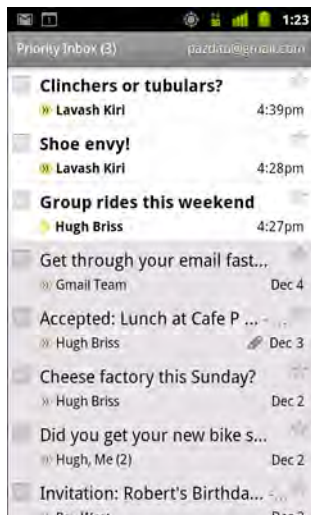 1:23
Priority Inbox (3) pazdau@gmail.com
Clinchers or tubulars?
Lavash Kiri 4:39pm
Shoe envy!
Lavash Kiri 4:28pm
Group rides this weekend
Hugh Briss 4:27pm
Get through your email fast...
Gmail Team Dec 4
Accepted: Lunch at Cafe P ... - ...
Hugh Briss Dec 3
Cheese factory this Sunday?
Hugh Briss Dec 2
Did you get your new bike s...
Hugh, Me (2) Dec 2
Invitation: Robert's Birthda... - ...